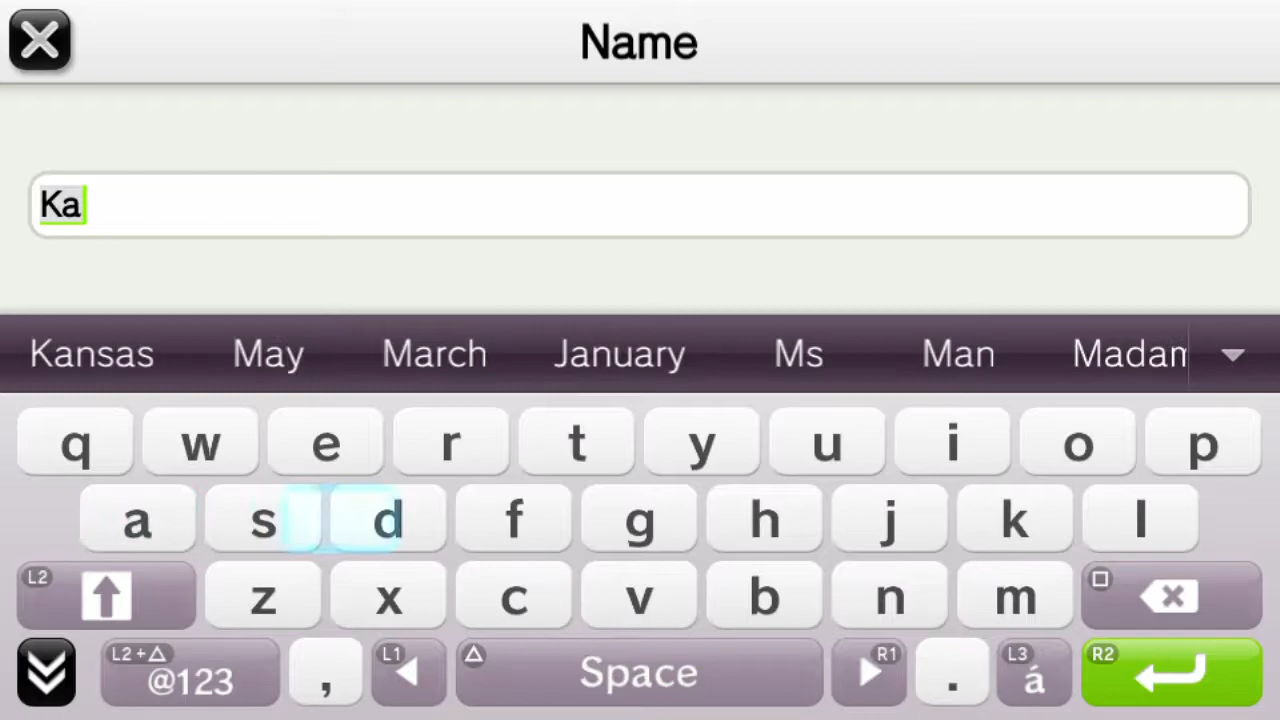 Name
Ka
Kansas May March January Ms Man Madam
q w e r t y u i o p
a s d f g h j k l
L2 z x c v b n m
L2+△ @123 , L1 △ Space R1 . L3 á R2